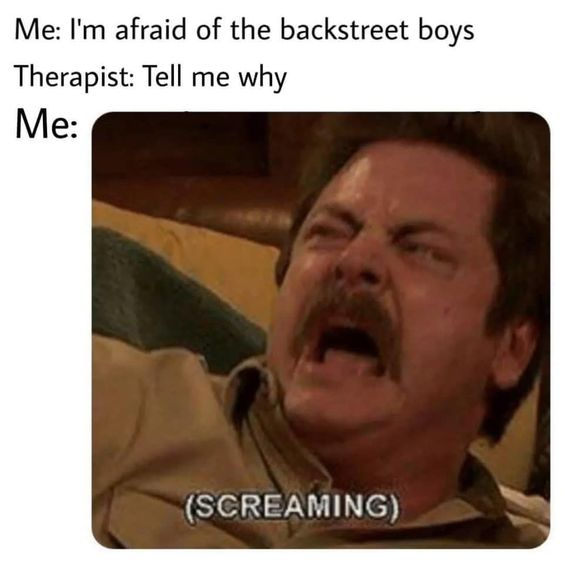 Me: I'm afraid of the backstreet boys
Therapist: Tell me why
Me:
(SCREAMING)